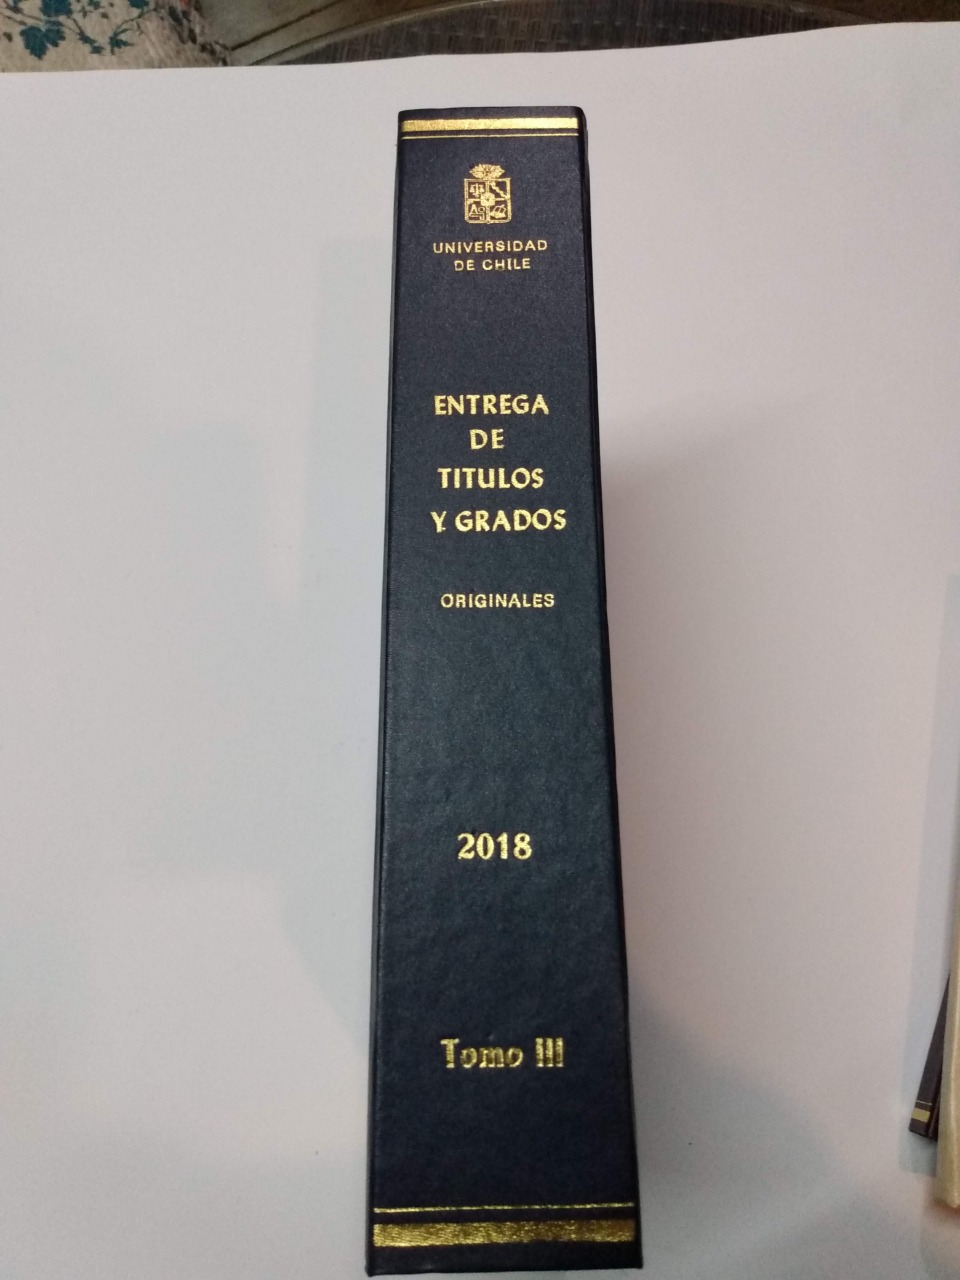 UNIVERSIDAD
DE CHILE
ENTREGA
DE
TITULOS
Y GRADOS
ORIGINALES
2018
Tomo III